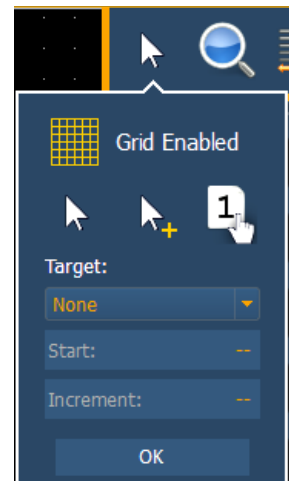 Grid Enabled
1
Target:
None
Start: --
Increment: --
OK